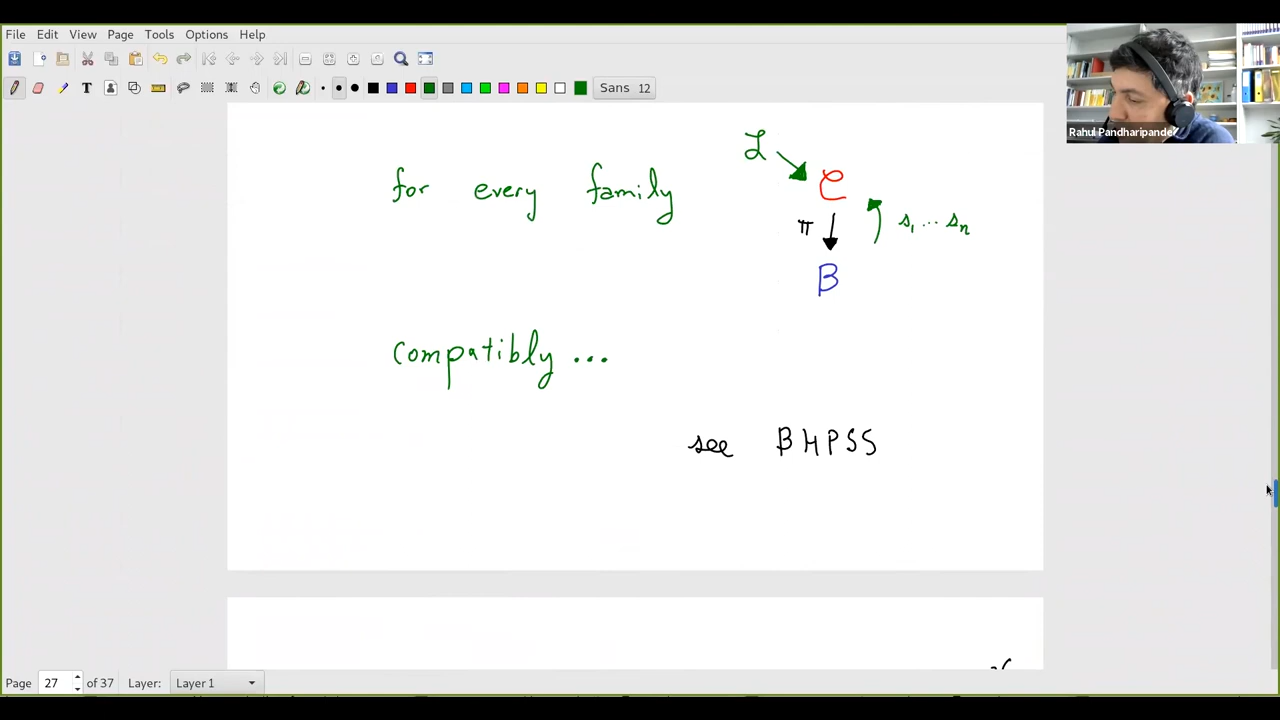 File Edit View Page Tools Options Help
Sans 12
Rahul Pandharipande
for every family
ℒ
𝒞
π
s₁ ... sₙ
B
compatibly ...
see BHPSS
Page 27 of 37 Layer: Layer 1